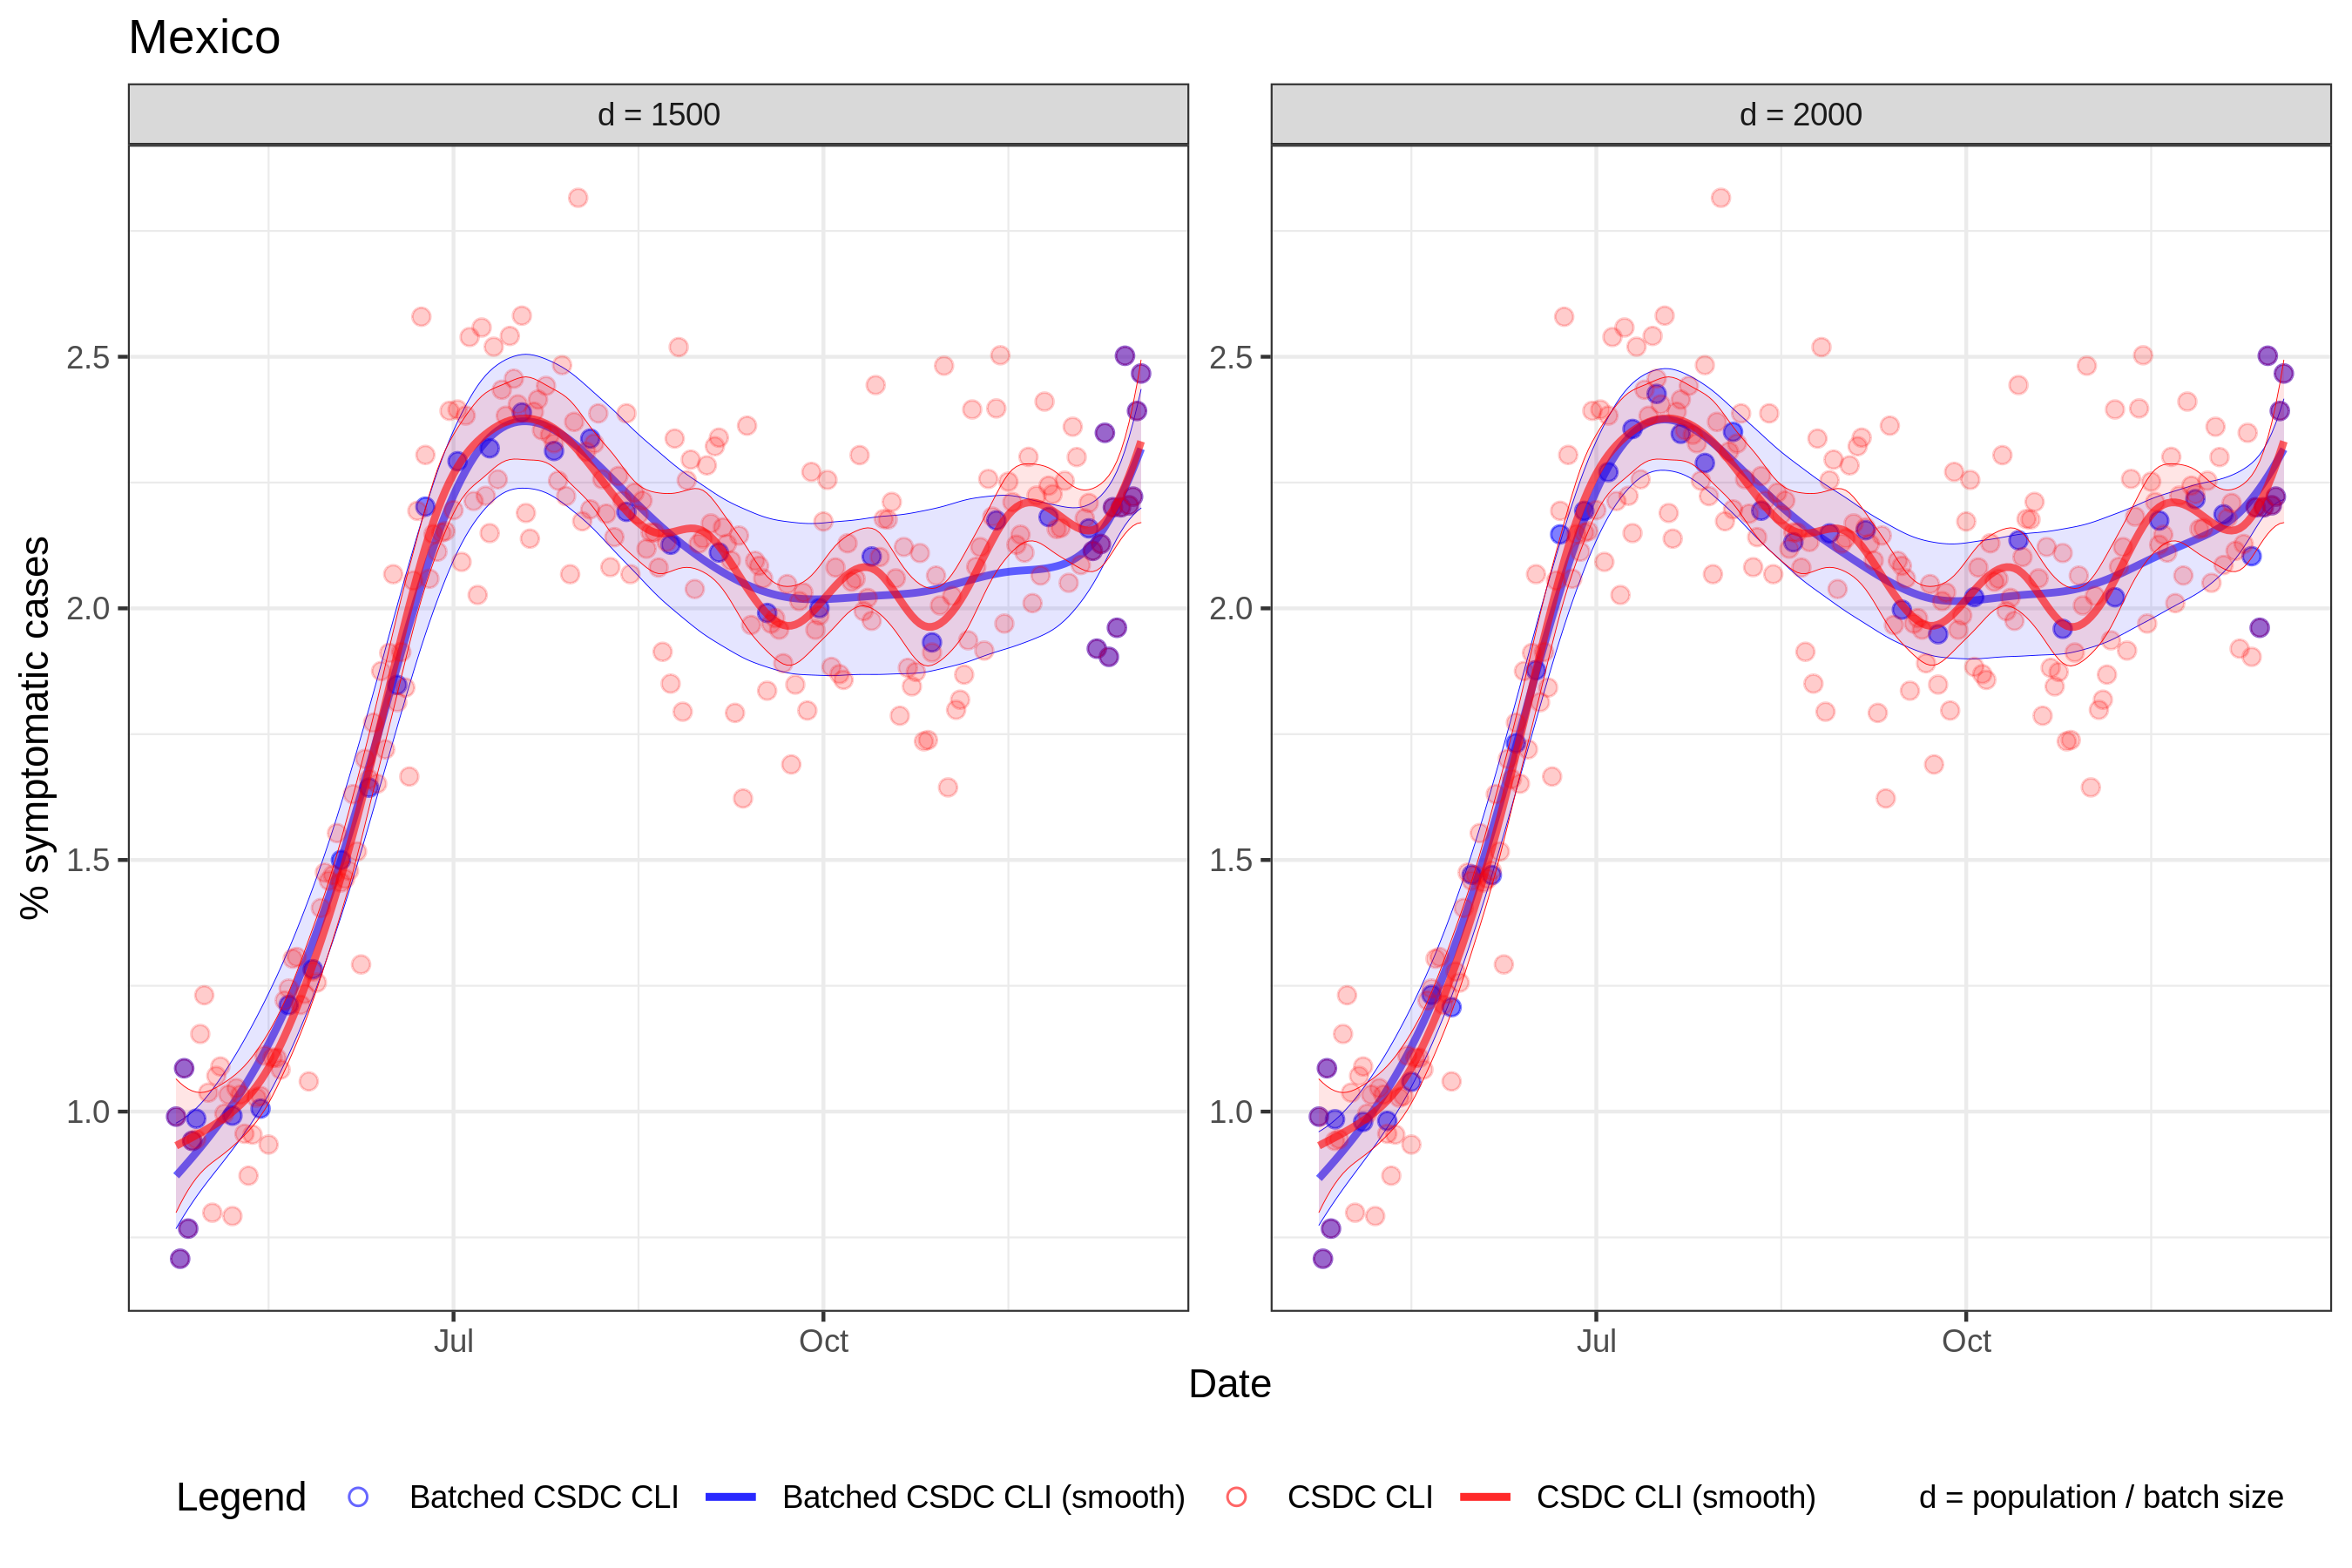 Mexico
d = 1500
d = 2000
% symptomatic cases
2.5
2.0
1.5
1.0
2.5
2.0
1.5
1.0
Jul
Oct
Jul
Oct
Date
Legend
Batched CSDC CLI
Batched CSDC CLI (smooth)
CSDC CLI
CSDC CLI (smooth)
d = population / batch size